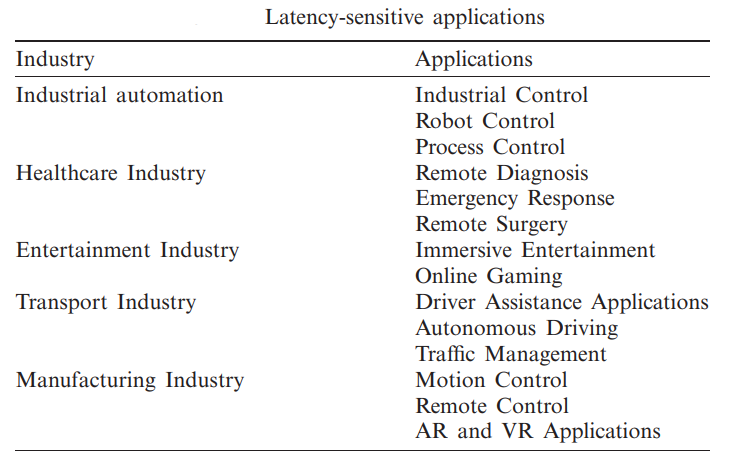 Latency-sensitive applications
Industry Applications
Industrial automation Industrial Control
Robot Control
Process Control
Healthcare Industry Remote Diagnosis
Emergency Response
Remote Surgery
Entertainment Industry Immersive Entertainment
Online Gaming
Transport Industry Driver Assistance Applications
Autonomous Driving
Traffic Management
Manufacturing Industry Motion Control
Remote Control
AR and VR Applications